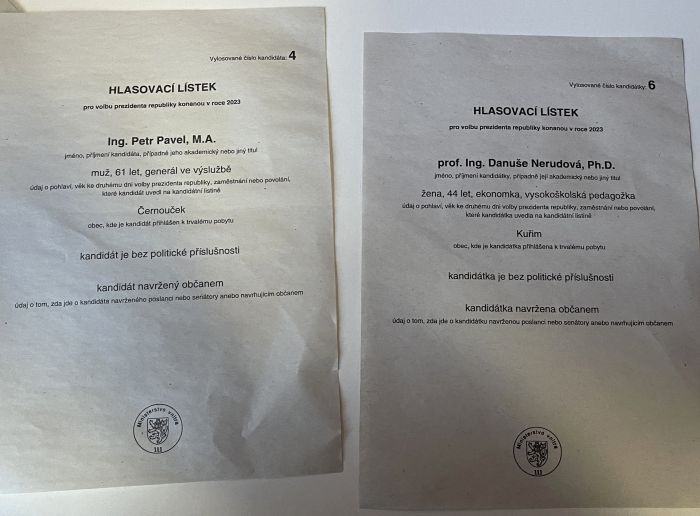 Vylosované číslo kandidáta: 4
HLASOVACÍ LÍSTEK
pro volbu prezidenta republiky konanou v roce 2023
Ing. Petr Pavel, M.A.
jméno, příjmení kandidáta, případně jeho akademický nebo jiný titul
muž, 61 let, generál ve výslužbě
údaj o pohlaví, věk ke druhému dni volby prezidenta republiky, zaměstnání nebo povolání,
které kandidát uvedl na kandidátní listině
Černouček
obec, kde je kandidát přihlášen k trvalému pobytu
kandidát je bez politické příslušnosti
kandidát navržený občanem
údaj o tom, zda jde o kandidáta navrženého poslanci nebo senátory anebo navrhujícím občanem
Ministerstvo vnitra
III
Vylosované číslo kandidátky: 6
HLASOVACÍ LÍSTEK
pro volbu prezidenta republiky konanou v roce 2023
prof. Ing. Danuše Nerudová, Ph.D.
jméno, příjmení kandidátky, případně její akademický nebo jiný titul
žena, 44 let, ekonomka, vysokoškolská pedagožka
údaj o pohlaví, věk ke druhému dni volby prezidenta republiky, zaměstnání nebo povolání,
které kandidátka uvedla na kandidátní listině
Kuřim
obec, kde je kandidátka přihlášena k trvalému pobytu
kandidátka je bez politické příslušnosti
kandidátka navržena občanem
údaj o tom, zda jde o kandidátku navrženou poslanci nebo senátory anebo navrhujícím občanem
Ministerstvo vnitra
III